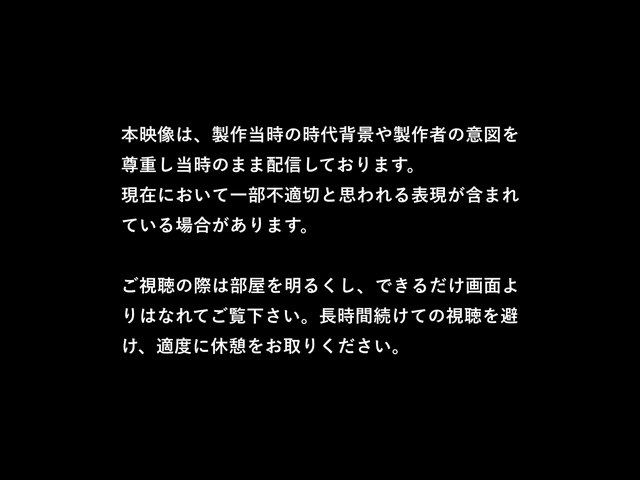 本映像は、製作当時の時代背景や製作者の意図を
尊重し当時のまま配信しております。
現在において一部不適切と思われる表現が含まれ
ている場合があります。
ご視聴の際は部屋を明るくし、できるだけ画面よ
りはなれてご覧下さい。長時間続けての視聴を避
け、適度に休憩をお取りください。